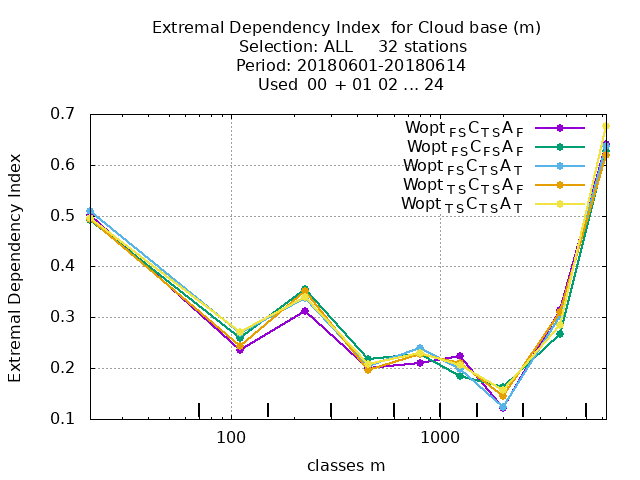 Extremal Dependency Index for Cloud base (m)
Selection: ALL 32 stations
Period: 20180601-20180614
Used 00 + 01 02 ... 24
Extremal Dependency Index
0.7
0.6
0.5
0.4
0.3
0.2
0.1
Wopt FS C TS A F
Wopt FS C FS A F
Wopt FS C TS A T
Wopt TS C TS A F
Wopt TS C TS A T
100 1000
classes m